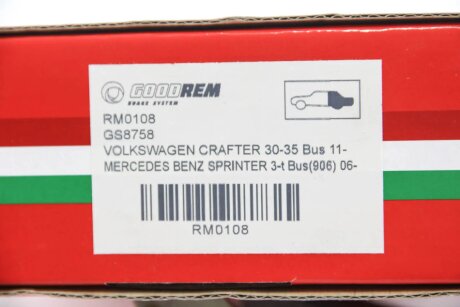 GOODREM
BRAKE SYSTEM
RM0108
GS8758
VOLKSWAGEN CRAFTER 30-35 Bus 11-
MERCEDES BENZ SPRINTER 3-t Bus(906) 06-
RM0108